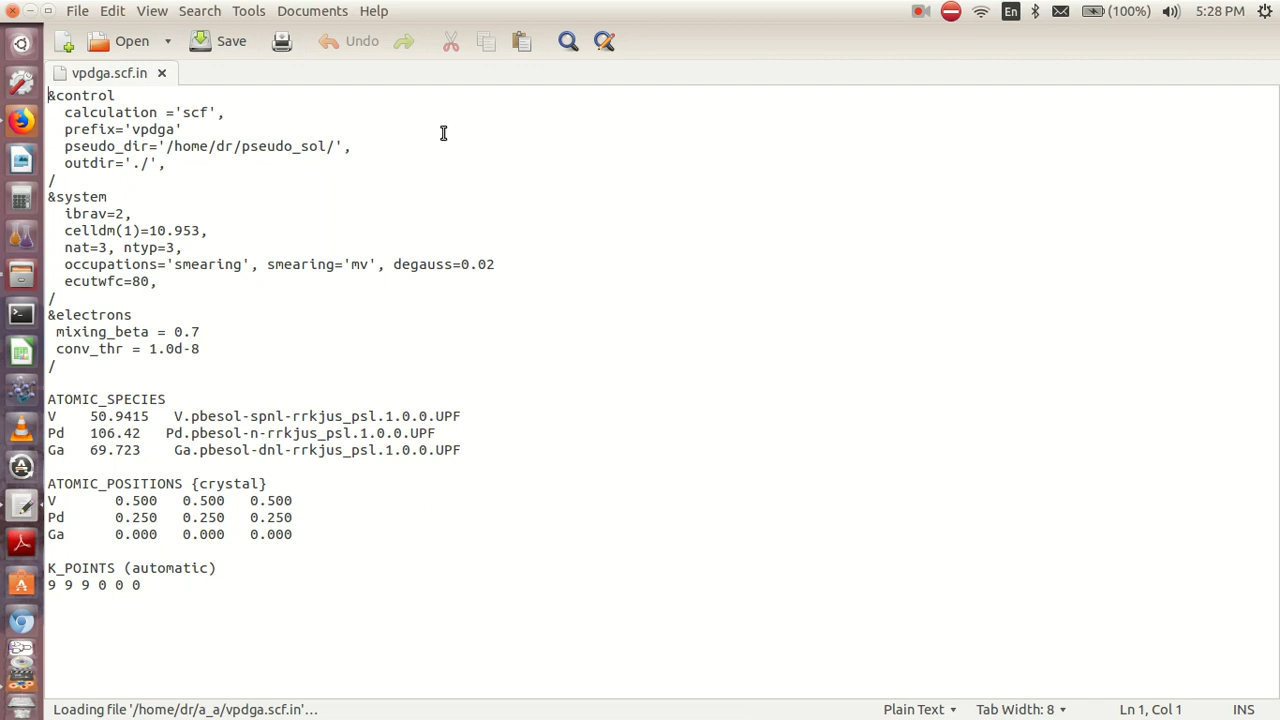 File Edit View Search Tools Documents Help
En (100%) 5:28 PM
Open Save Undo
vpdga.scf.in
&control
calculation ='scf',
prefix='vpdga'
pseudo_dir='/home/dr/pseudo_sol/',
outdir='./',
/
&system
ibrav=2,
celldm(1)=10.953,
nat=3, ntyp=3,
occupations='smearing', smearing='mv', degauss=0.02
ecutwfc=80,
/
&electrons
mixing_beta = 0.7
conv_thr = 1.0d-8
/
ATOMIC_SPECIES
V 50.9415 V.pbesol-spnl-rrkjus_psl.1.0.0.UPF
Pd 106.42 Pd.pbesol-n-rrkjus_psl.1.0.0.UPF
Ga 69.723 Ga.pbesol-dnl-rrkjus_psl.1.0.0.UPF
ATOMIC_POSITIONS {crystal}
V 0.500 0.500 0.500
Pd 0.250 0.250 0.250
Ga 0.000 0.000 0.000
K_POINTS (automatic)
9 9 9 0 0 0
Loading file '/home/dr/a_a/vpdga.scf.in'... Plain Text Tab Width: 8 Ln 1, Col 1 INS